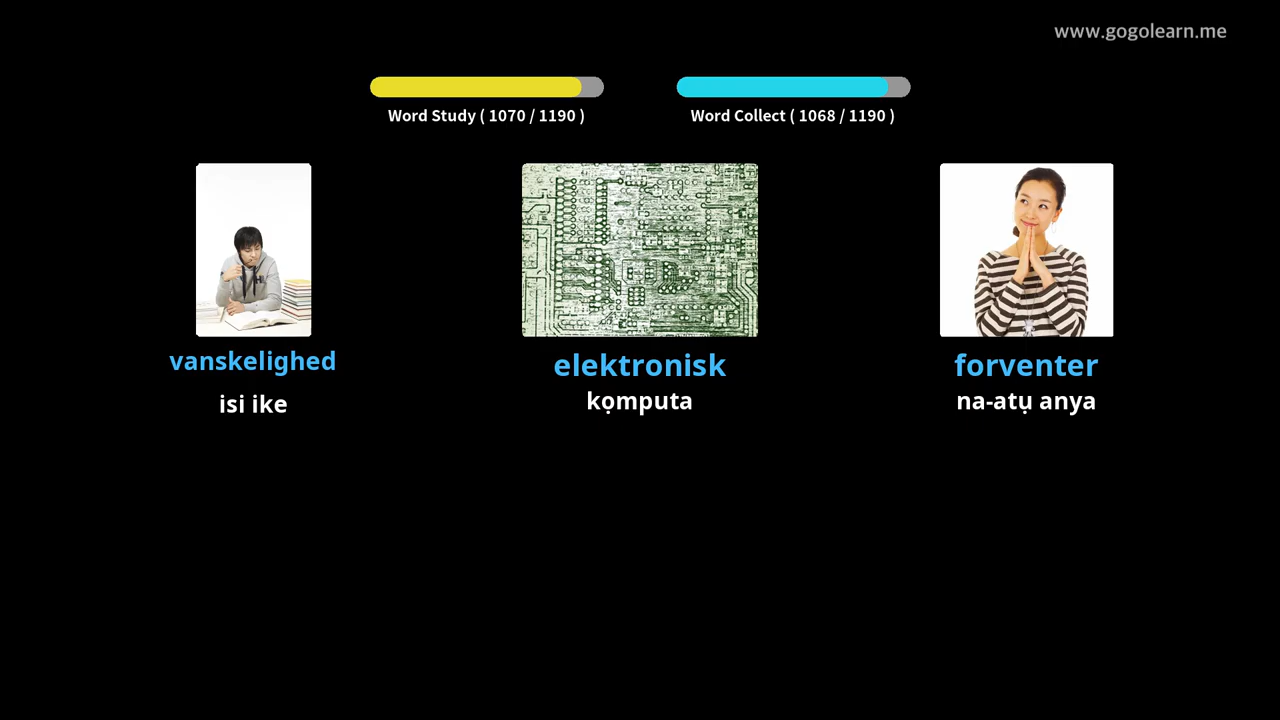 www.gogolearn.me
Word Study ( 1070 / 1190 )
Word Collect ( 1068 / 1190 )
vanskelighed
isi ike
elektronisk
kọmputa
forventer
na-atụ anya